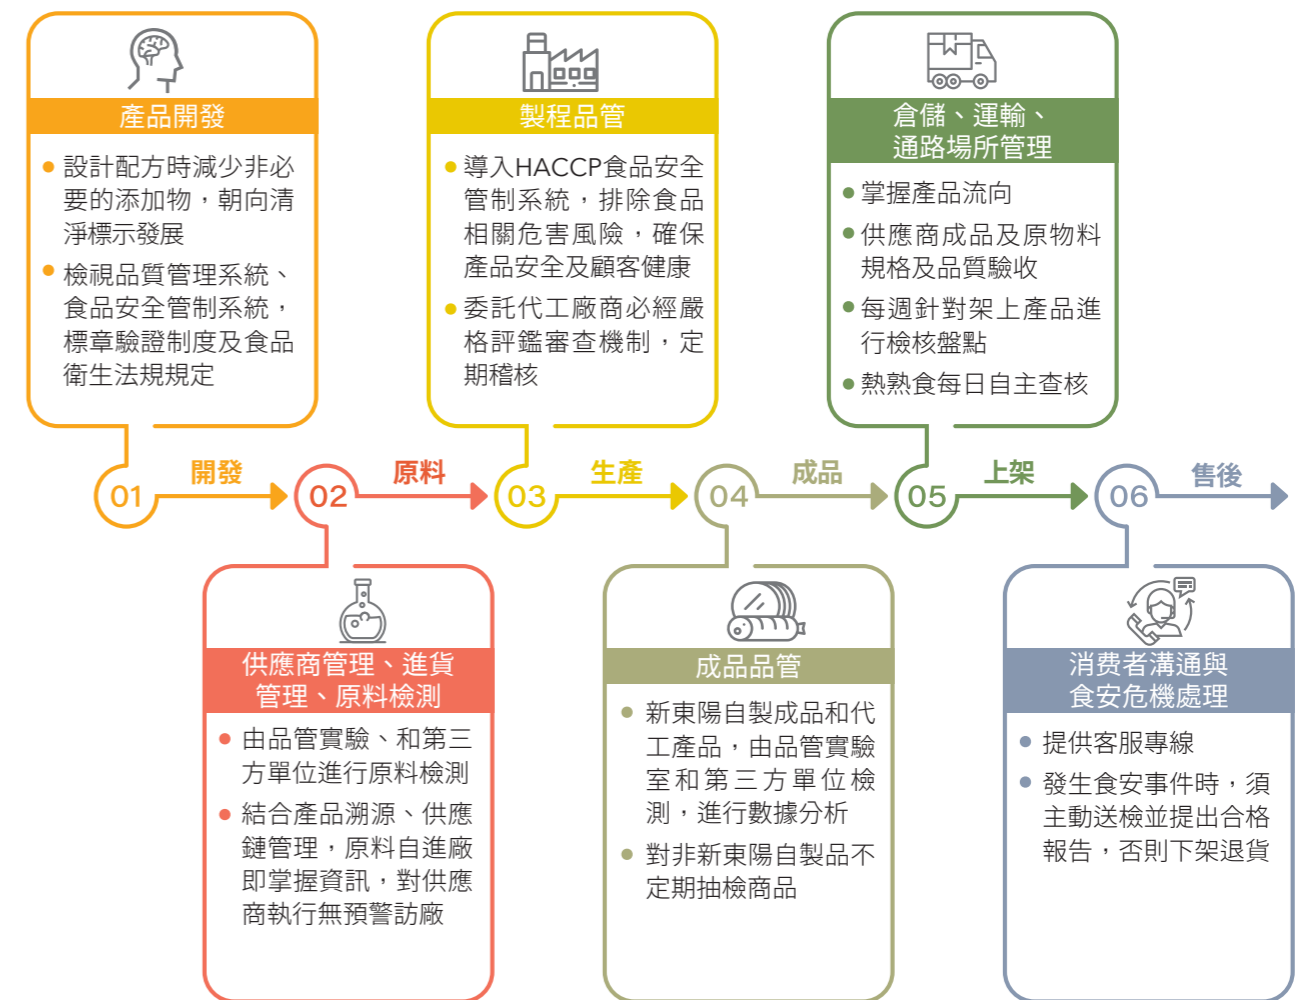 產品開發
● 設計配方時減少非必
要的添加物，朝向清
淨標示發展
● 檢視品質管理系統、
食品安全管制系統，
標章驗證制度及食品
衛生法規規定
製程品管
● 導入HACCP食品安全
管制系統，排除食品
相關危害風險，確保
產品安全及顧客健康
● 委託代工廠商必經嚴
格評鑑審查機制，定
期稽核
倉儲、運輸、
通路場所管理
● 掌握產品流向
● 供應商成品及原物料
規格及品質驗收
● 每週針對架上產品進
行檢核盤點
● 熱熟食每日自主查核
01
開發
02
原料
03
生產
04
成品
05
上架
06
售後
供應商管理、進貨
管理、原料檢測
● 由品管實驗、和第三
方單位進行原料檢測
● 結合產品溯源、供應
鏈管理，原料自進廠
即掌握資訊，對供應
商執行無預警訪廠
成品品管
● 新東陽自製成品和代
工產品，由品管實驗
室和第三方單位檢
測，進行數據分析
● 對非新東陽自製品不
定期抽檢商品
消費者溝通與
食安危機處理
● 提供客服專線
● 發生食安事件時，須
主動送檢並提出合格
報告，否則下架退貨